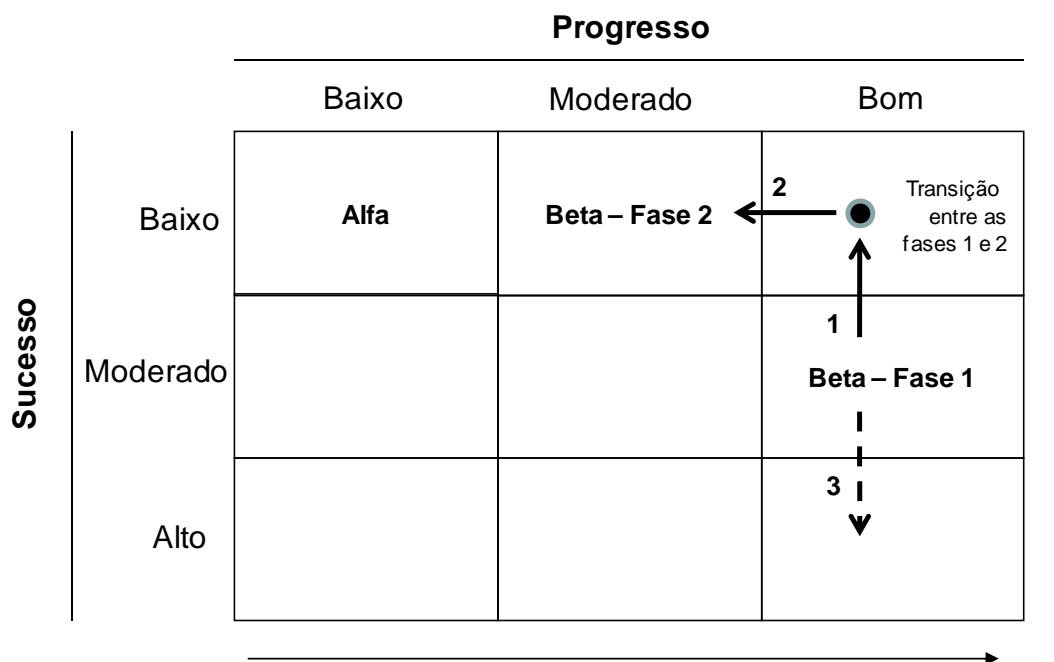 Progresso
Baixo
Moderado
Bom
Sucesso
Baixo
Alfa
Beta – Fase 2
2
Transição
entre as
fases 1 e 2
1
Moderado
Beta – Fase 1
3
Alto